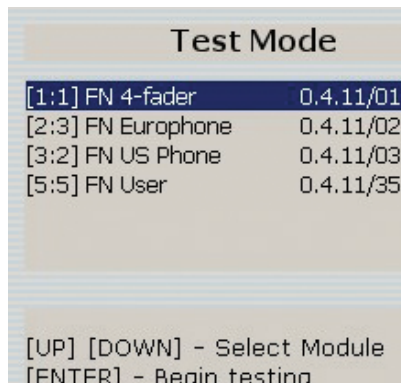 Test Mode
[1:1] FN 4-fader 0.4.11/01
[2:3] FN Europhone 0.4.11/02
[3:2] FN US Phone 0.4.11/03
[5:5] FN User 0.4.11/35
[UP] [DOWN] - Select Module
[ENTER] - Begin testing